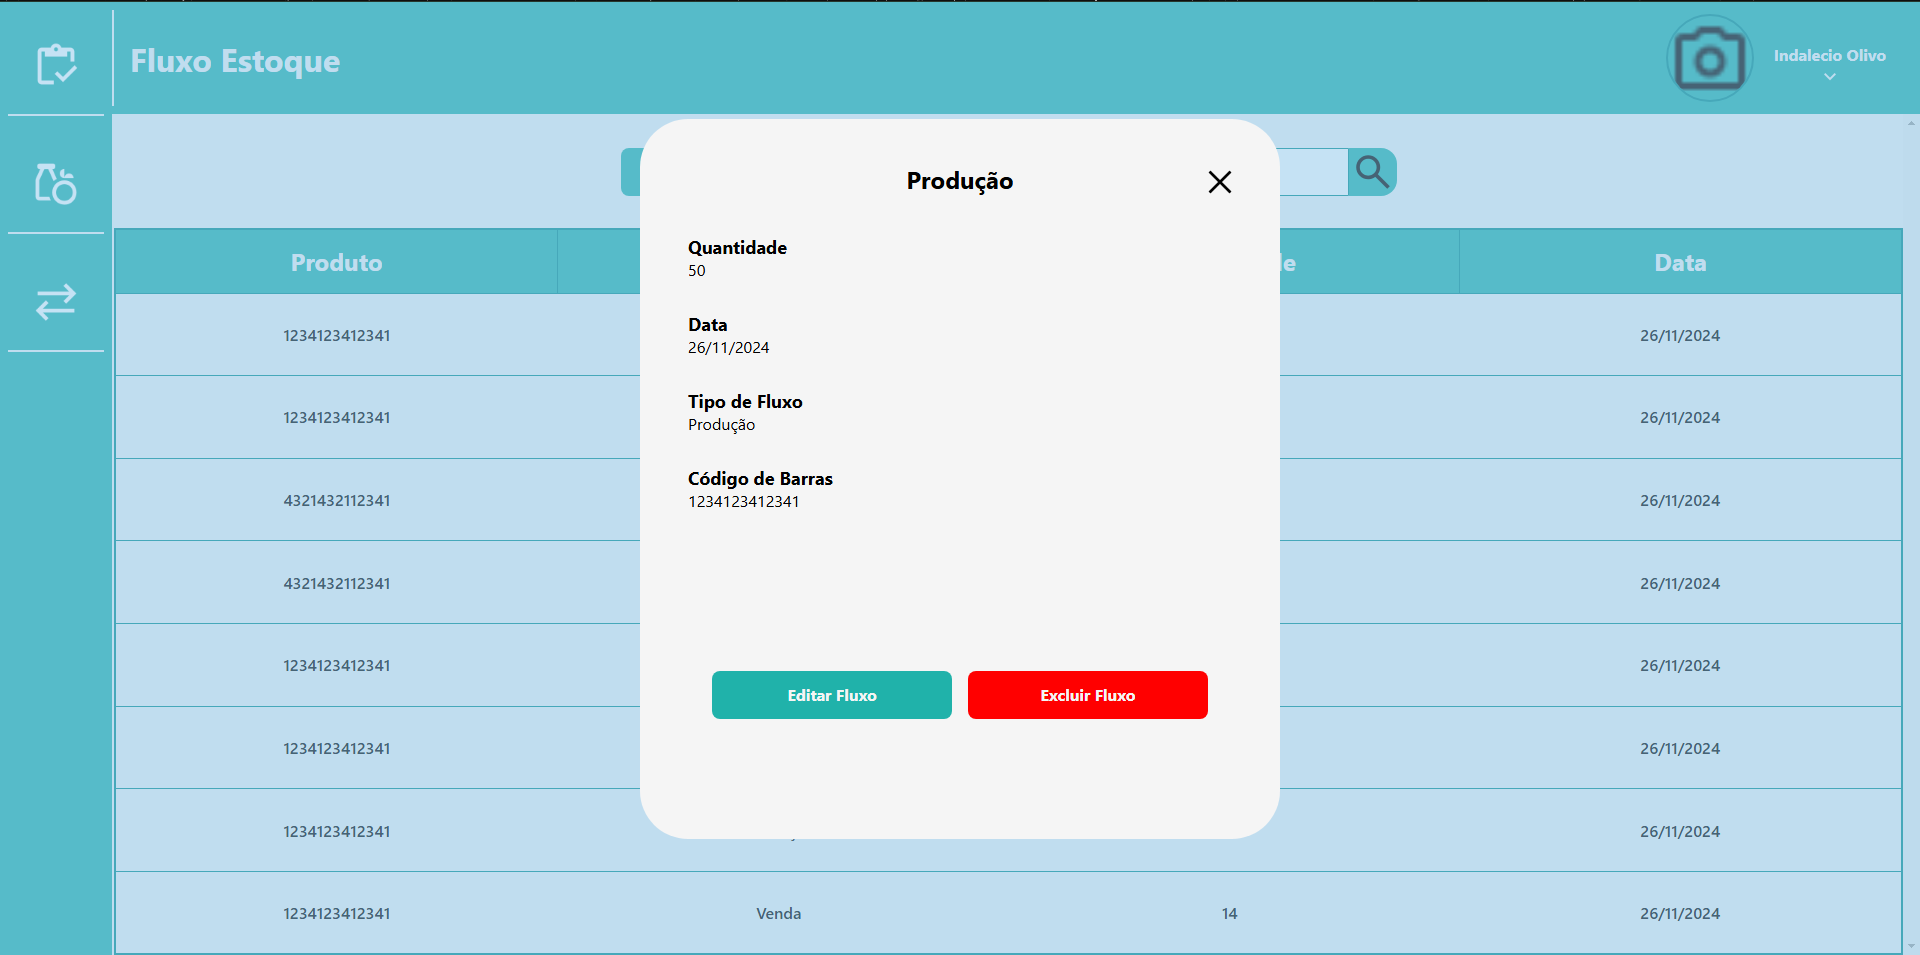 Fluxo Estoque
Indalecio Olivo
Produção
Quantidade
50
Data
26/11/2024
Tipo de Fluxo
Produção
Código de Barras
1234123412341
Editar Fluxo
Excluir Fluxo
Produto Data
1234123412341 26/11/2024
1234123412341 26/11/2024
4321432112341 26/11/2024
4321432112341 26/11/2024
1234123412341 26/11/2024
1234123412341 26/11/2024
1234123412341 26/11/2024
1234123412341 Venda 14 26/11/2024